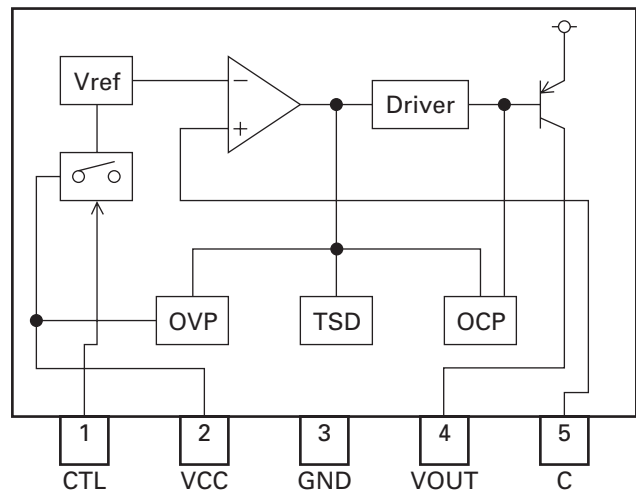 Vref
−
+
Driver
OVP
TSD
OCP
1
2
3
4
5
CTL
VCC
GND
VOUT
C